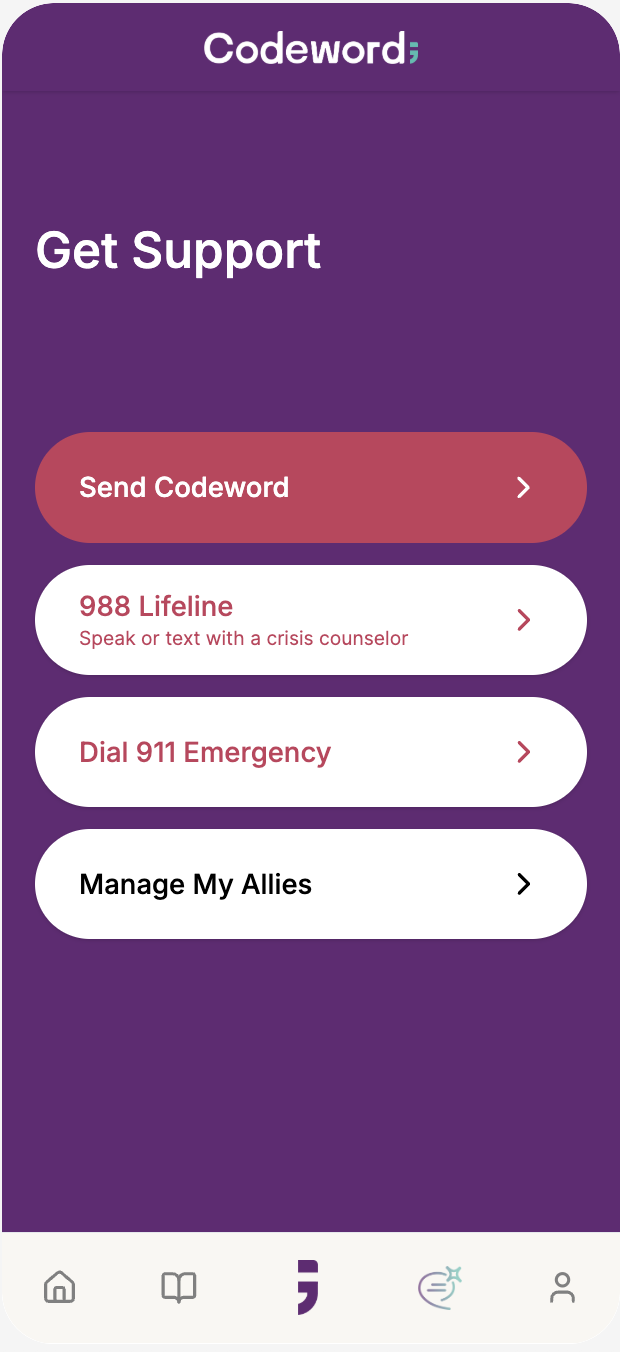 Codeword;
Get Support
Send Codeword
988 Lifeline
Speak or text with a crisis counselor
Dial 911 Emergency
Manage My Allies
;